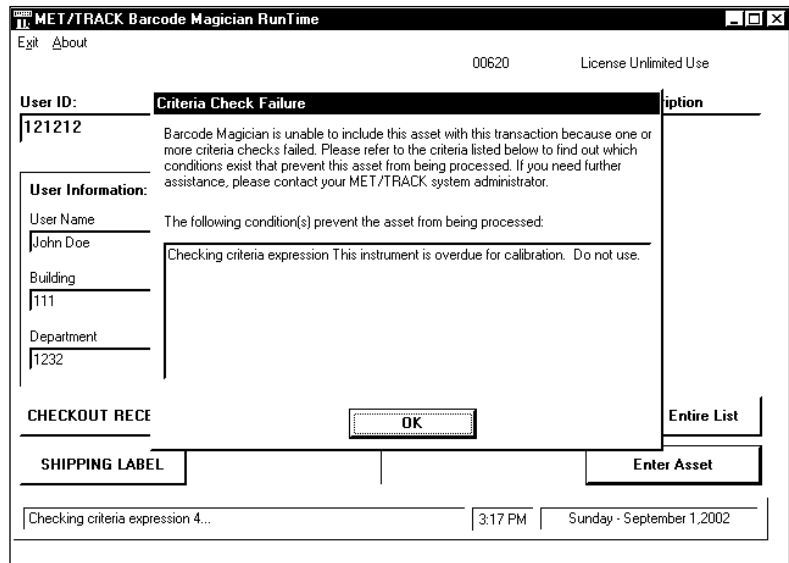 MET/TRACK Barcode Magician RunTime
Exit About
00620 License Unlimited Use
User ID:
121212
Criteria Check Failure
iption
Barcode Magician is unable to include this asset with this transaction because one or
more criteria checks failed. Please refer to the criteria listed below to find out which
conditions exist that prevent this asset from being processed. If you need further
assistance, please contact your MET/TRACK system administrator.
The following condition(s) prevent the asset from being processed:
Checking criteria expression This instrument is overdue for calibration. Do not use.
OK
User Information:
User Name
John Doe
Building
111
Department
1232
CHECKOUT RECE
Entire List
SHIPPING LABEL
Enter Asset
Checking criteria expression 4...
3:17 PM
Sunday - September 1,2002